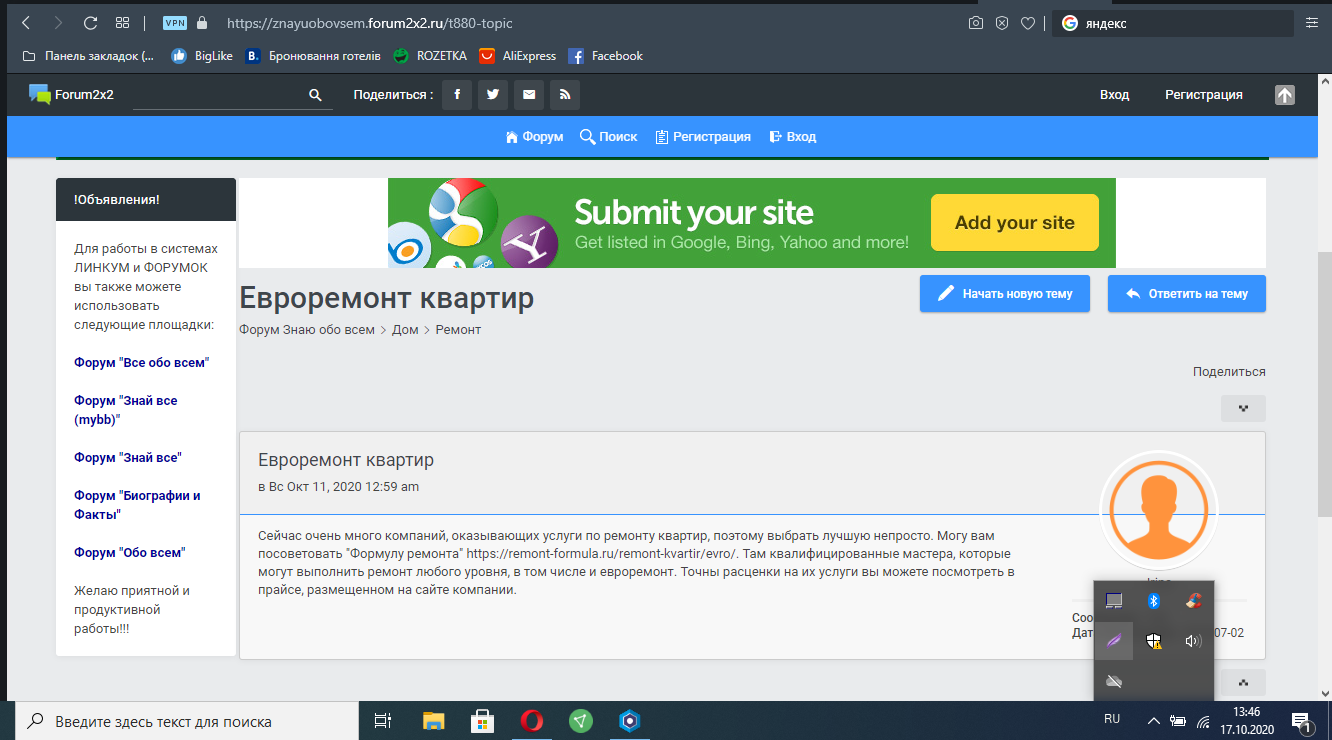 VPN
https://znayuobovsem.forum2x2.ru/t880-topic
яндекс
Панель закладок (...
BigLike
B.
Бронювання готелів
ROZETKA
AliExpress
Facebook
Forum2x2
Поделиться :
Вход
Регистрация
Форум
Поиск
Регистрация
Вход
!Объявления!
Для работы в системах
ЛИНКУМ и ФОРУМОК
вы также можете
использовать
следующие площадки:
Форум "Все обо всем"
Форум "Знай все
(mybb)"
Форум "Знай все"
Форум "Биографии и
Факты"
Форум "Обо всем"
Желаю приятной и
продуктивной
работы!!!
Submit your site
Get listed in Google, Bing, Yahoo and more!
Add your site
Евроремонт квартир
Начать новую тему
Ответить на тему
Форум Знаю обо всем > Дом > Ремонт
Поделиться
Евроремонт квартир
в Вс Окт 11, 2020 12:59 am
Сейчас очень много компаний, оказывающих услуги по ремонту квартир, поэтому выбрать лучшую непросто. Могу вам
посоветовать "Формулу ремонта" https://remont-formula.ru/remont-kvartir/evro/. Там квалифицированные мастера, которые
могут выполнить ремонт любого уровня, в том числе и евроремонт. Точны расценки на их услуги вы можете посмотреть в
прайсе, размещенном на сайте компании.
Соо
Дат
07-02
Введите здесь текст для поиска
RU
13:46
17.10.2020
1